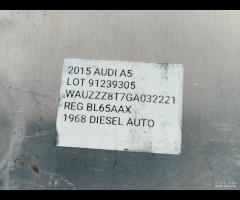 2015 AUDI A5
LOT 91239305
WAUZZZ8T7GA032221
REG BL65AAX
1968 DIESEL AUTO